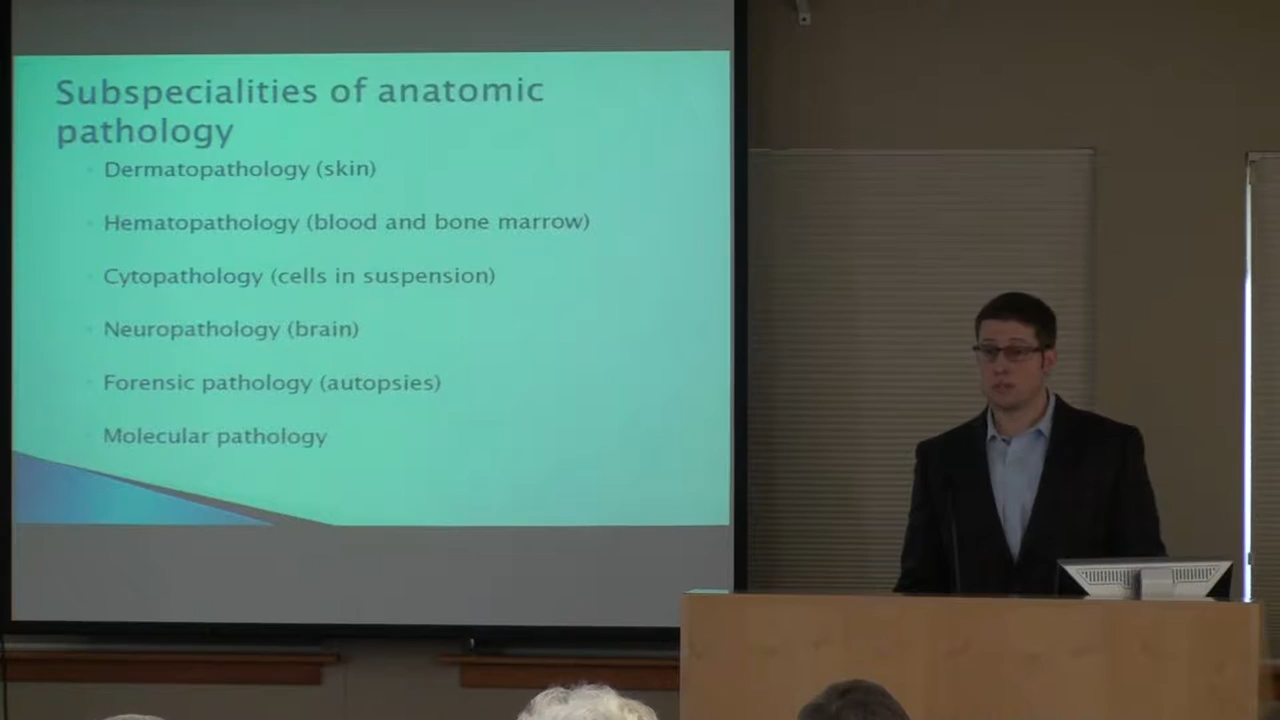 Subspecialities of anatomic
pathology
Dermatopathology (skin)
Hematopathology (blood and bone marrow)
Cytopathology (cells in suspension)
Neuropathology (brain)
Forensic pathology (autopsies)
Molecular pathology